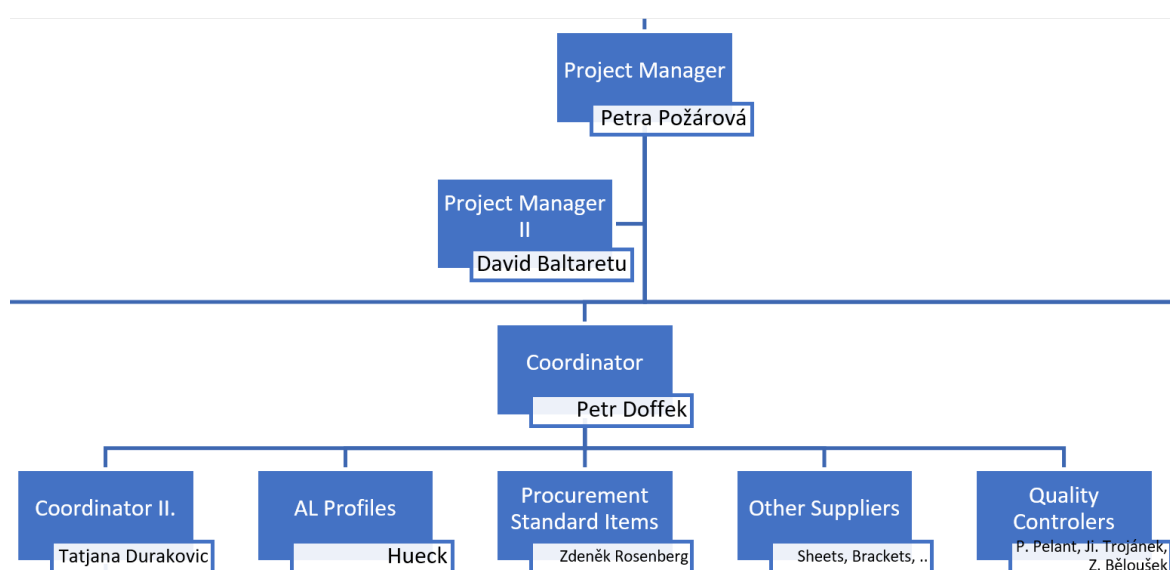 Project Manager
Petra Požárová
Project Manager
II
David Baltaretu
Coordinator
Petr Doffek
Coordinator II.
Tatjana Durakovic
AL Profiles
Hueck
Procurement
Standard Items
Zdeněk Rosenberg
Other Suppliers
Sheets, Brackets, ..
Quality
Controlers
P. Pelant, Ji. Trojánek,
Z. Běloušek